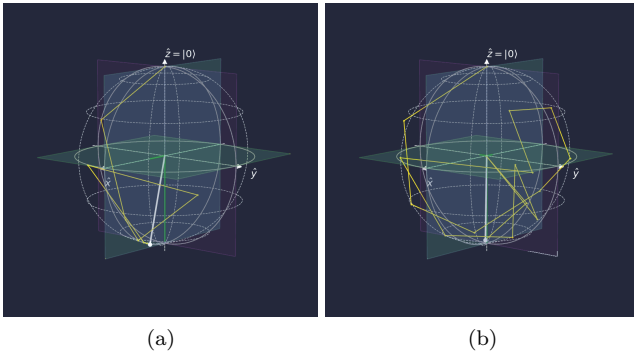 ẑ = |0⟩
x̂
ŷ
(a)
ẑ = |0⟩
x̂
ŷ
(b)